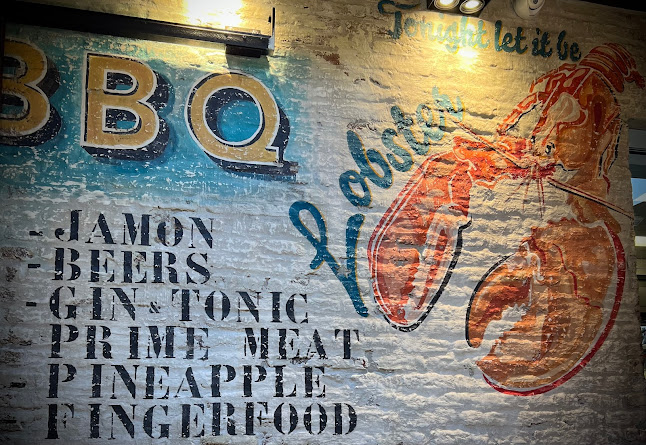 BBQ
Tonight let it be
Lobster
- JAMON
- BEERS
- GIN & TONIC
PRIME MEAT
PINEAPPLE
FINGERFOOD